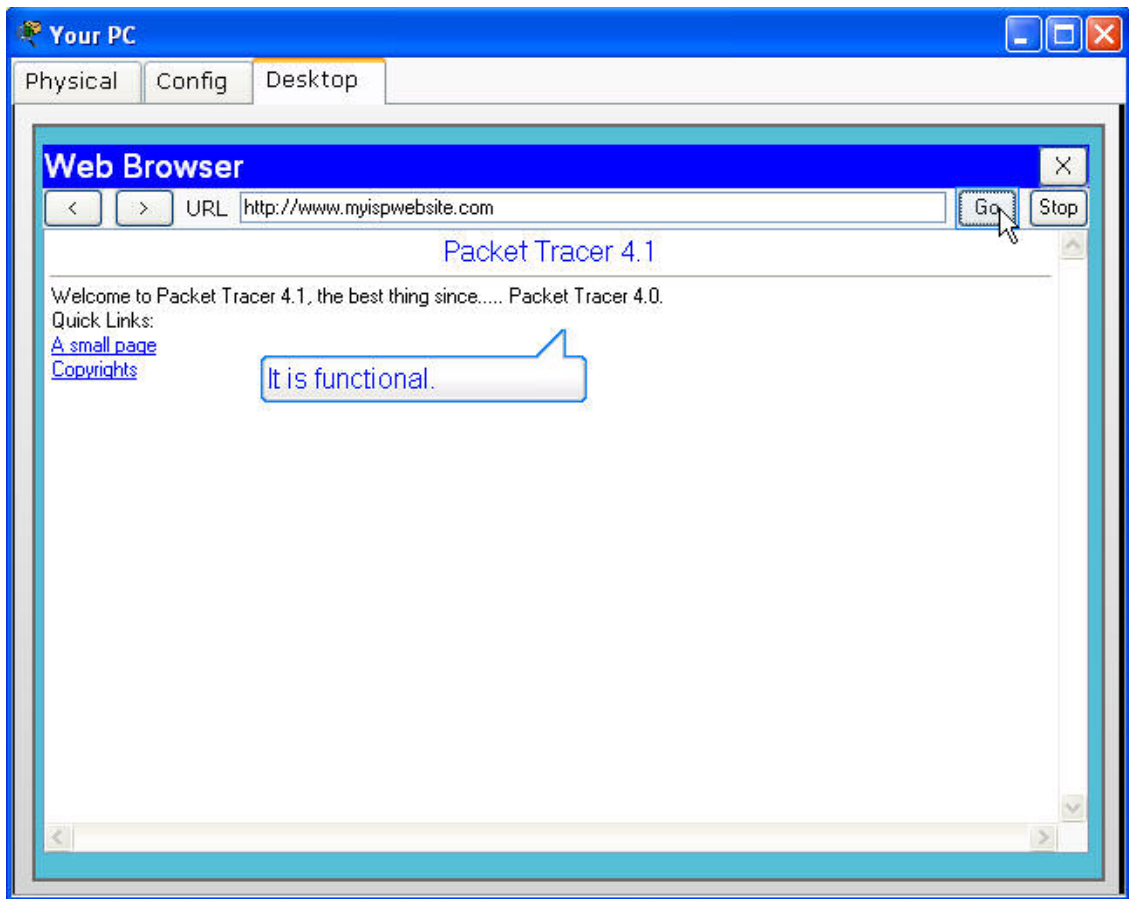 Your PC
Physical Config Desktop
Web Browser X
< > URL http://www.myispwebsite.com Go Stop
Packet Tracer 4.1
Welcome to Packet Tracer 4.1, the best thing since..... Packet Tracer 4.0.
Quick Links:
A small page
Copyrights
It is functional.